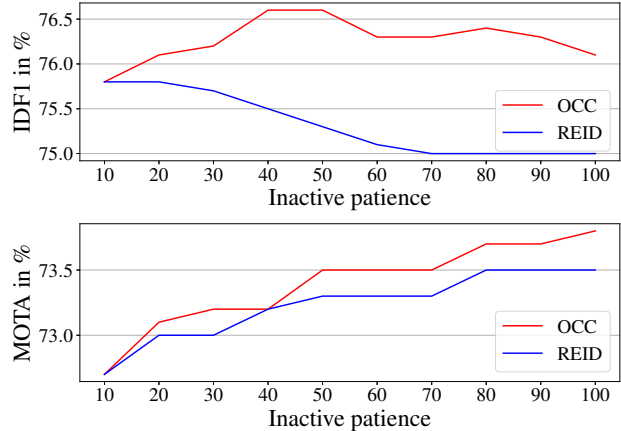 IDF1 in %
76.5
76.0
75.5
75.0
OCC
REID
10 20 30 40 50 60 70 80 90 100
Inactive patience
MOTA in %
73.5
73.0
OCC
REID
10 20 30 40 50 60 70 80 90 100
Inactive patience